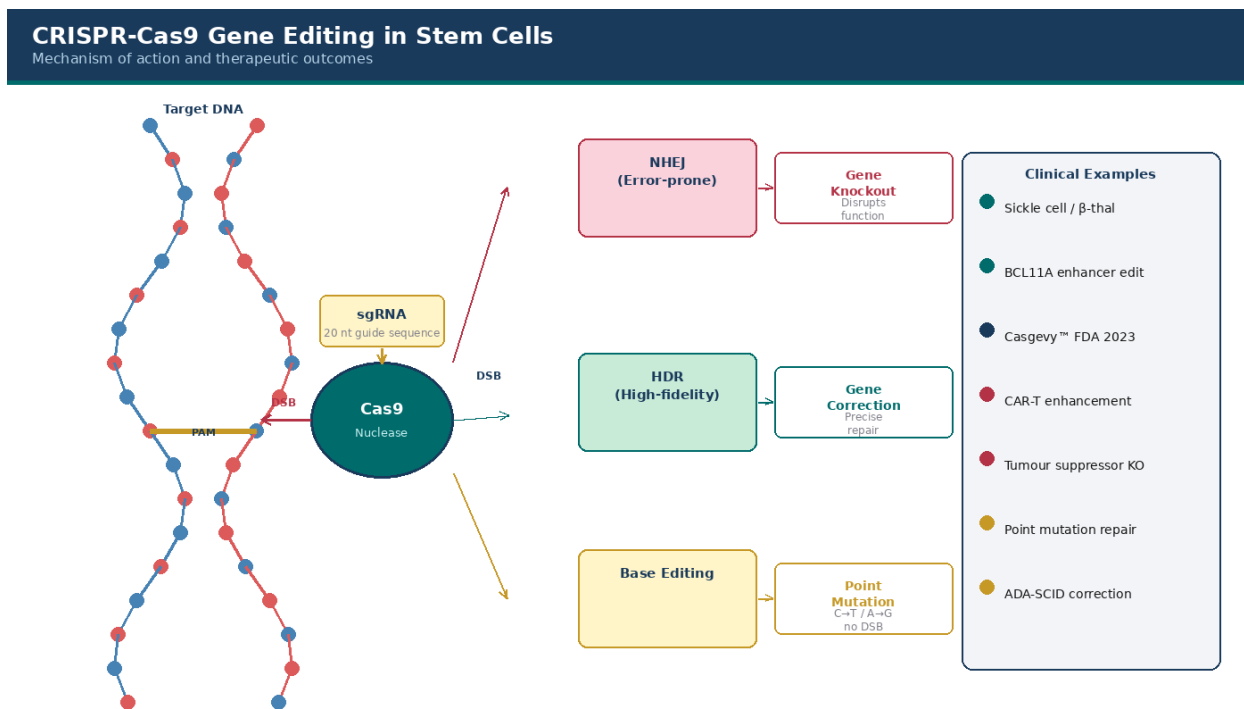 CRISPR-Cas9 Gene Editing in Stem Cells
Mechanism of action and therapeutic outcomes
Target DNA
sgRNA
20 nt guide sequence
DSB
PAM
Cas9
Nuclease
DSB
NHEJ
(Error-prone)
Gene
Knockout
Disrupts
function
HDR
(High-fidelity)
Gene
Correction
Precise
repair
Base Editing
Point
Mutation
C→T / A→G
no DSB
Clinical Examples
Sickle cell / β-thal
BCL11A enhancer edit
Casgevy™ FDA 2023
CAR-T enhancement
Tumour suppressor KO
Point mutation repair
ADA-SCID correction